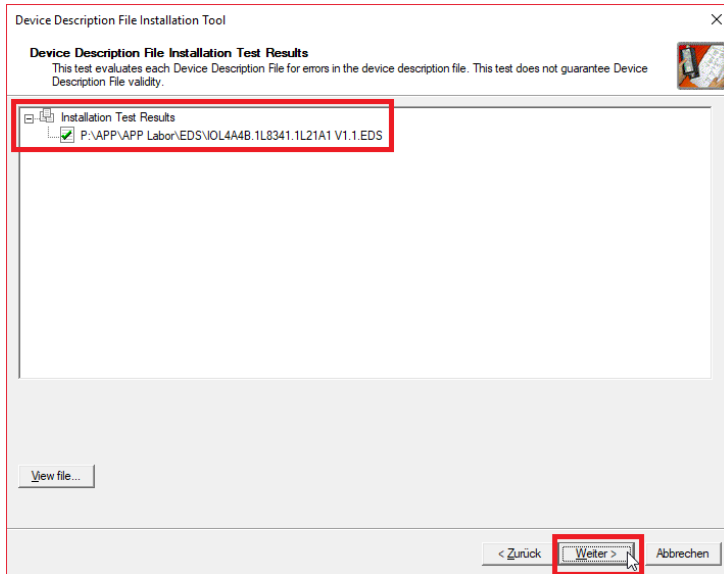 Device Description File Installation Tool
Device Description File Installation Test Results
This test evaluates each Device Description File for errors in the device description file. This test does not guarantee Device
Description File validity.
Installation Test Results
P:\APP\APP Labor\EDS\IOL4A4B.1L8341.1L21A1 V1.1.EDS
View file...
< Zurück
Weiter >
Abbrechen